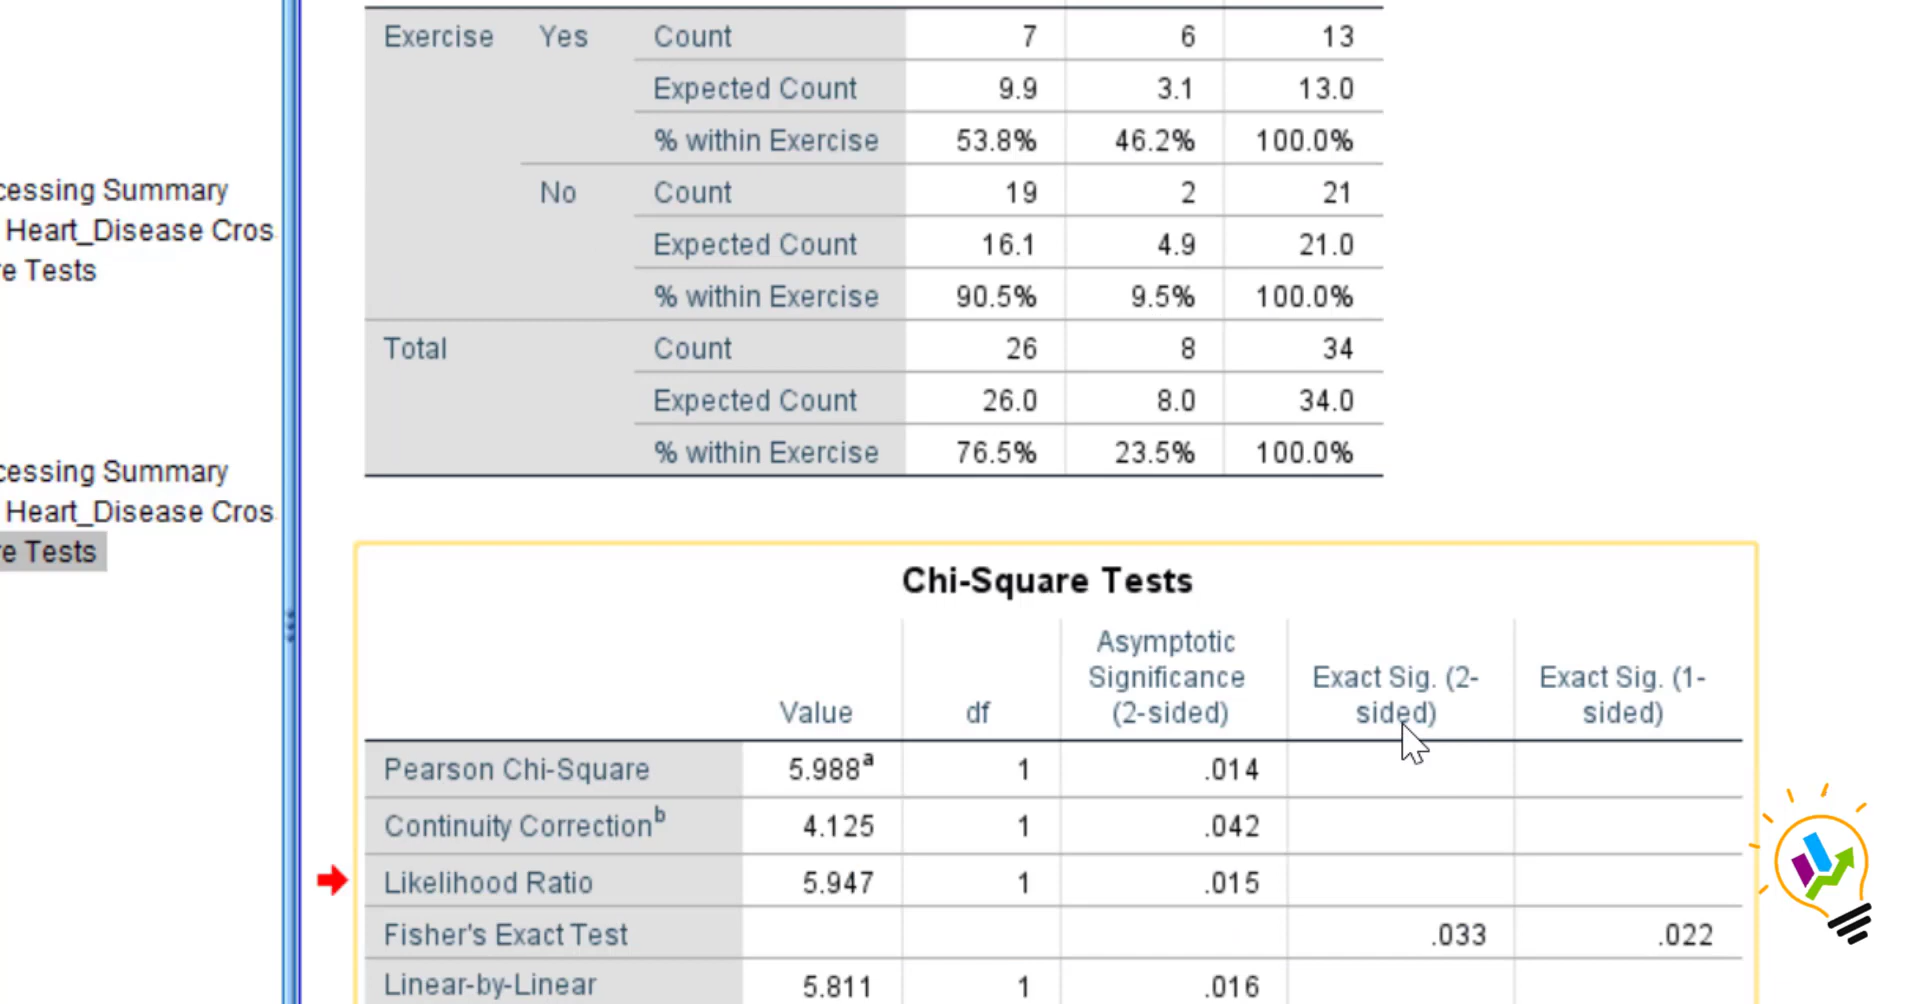 cessing Summary
Heart_Disease Cros
e Tests
cessing Summary
Heart_Disease Cros
e Tests
Exercise Yes Count 7 6 13
Expected Count 9.9 3.1 13.0
% within Exercise 53.8% 46.2% 100.0%
No Count 19 2 21
Expected Count 16.1 4.9 21.0
% within Exercise 90.5% 9.5% 100.0%
Total Count 26 8 34
Expected Count 26.0 8.0 34.0
% within Exercise 76.5% 23.5% 100.0%
Chi-Square Tests
Value df Asymptotic Significance (2-sided) Exact Sig. (2-sided) Exact Sig. (1-sided)
Pearson Chi-Square 5.988ᵃ 1 .014
Continuity Correctionᵇ 4.125 1 .042
Likelihood Ratio 5.947 1 .015
Fisher's Exact Test .033 .022
Linear-by-Linear 5.811 1 .016